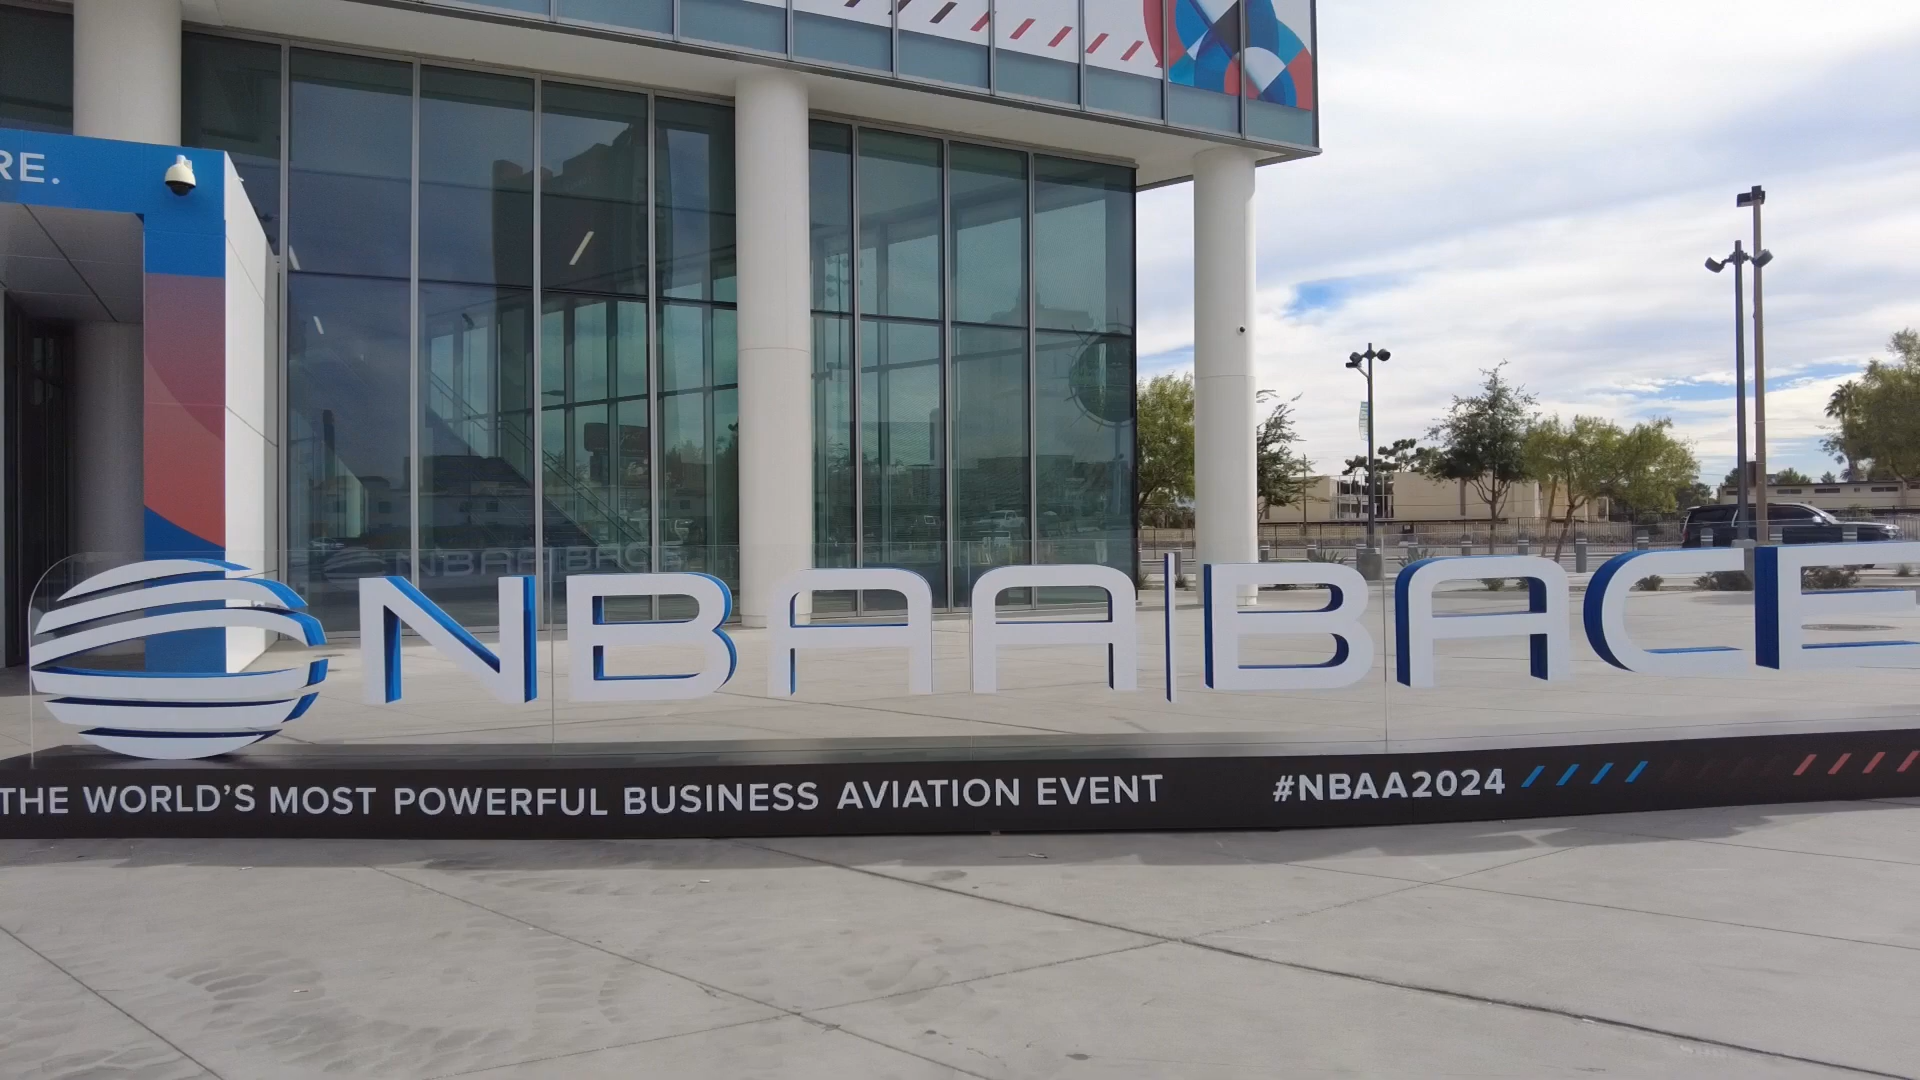 RE.
NBAA|BACE
THE WORLD'S MOST POWERFUL BUSINESS AVIATION EVENT #NBAA2024